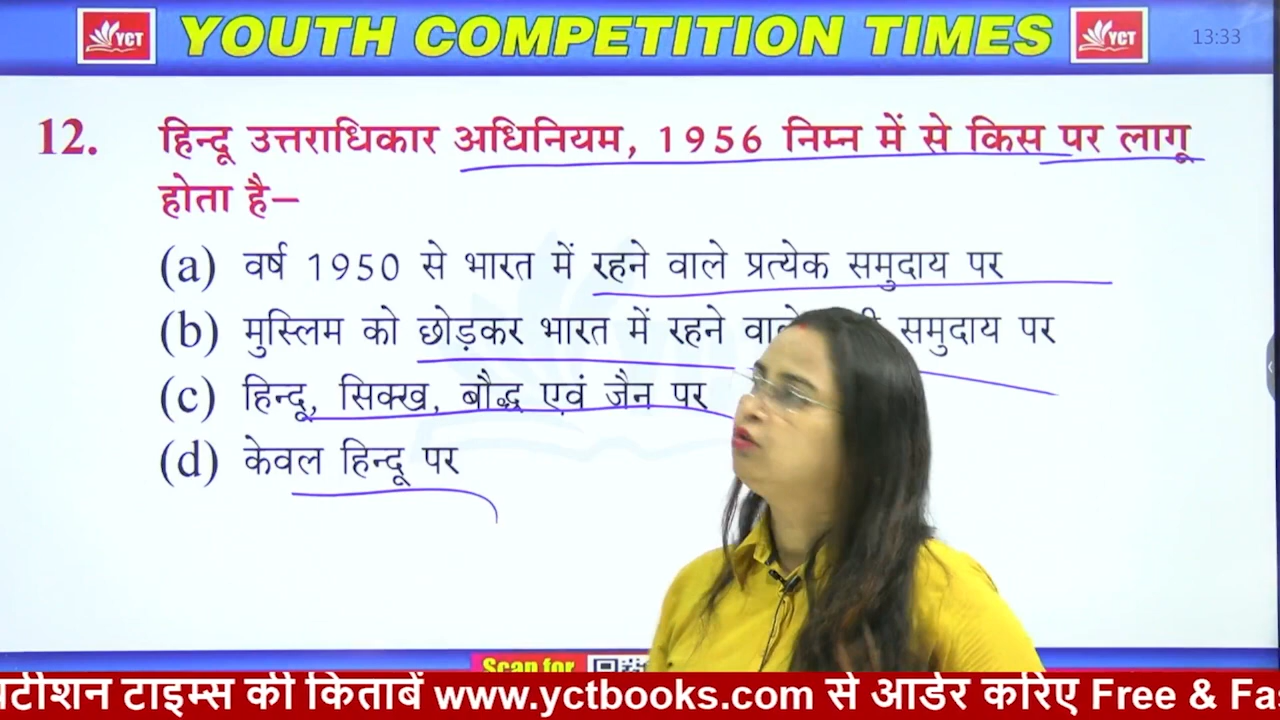 YCT YOUTH COMPETITION TIMES YCT 13:33
12. हिन्दू उत्तराधिकार अधिनियम, 1956 निम्न में से किस पर लागू
होता है–
(a) वर्ष 1950 से भारत में रहने वाले प्रत्येक समुदाय पर
(b) मुस्लिम को छोड़कर भारत में रहने समुदाय पर
(c) हिन्दू, सिक्ख, बौद्ध एवं जैन पर
(d) केवल हिन्दू पर
Scan for
टाइम्स की किताबें www.yctbooks.com से आर्डर करिए Free &